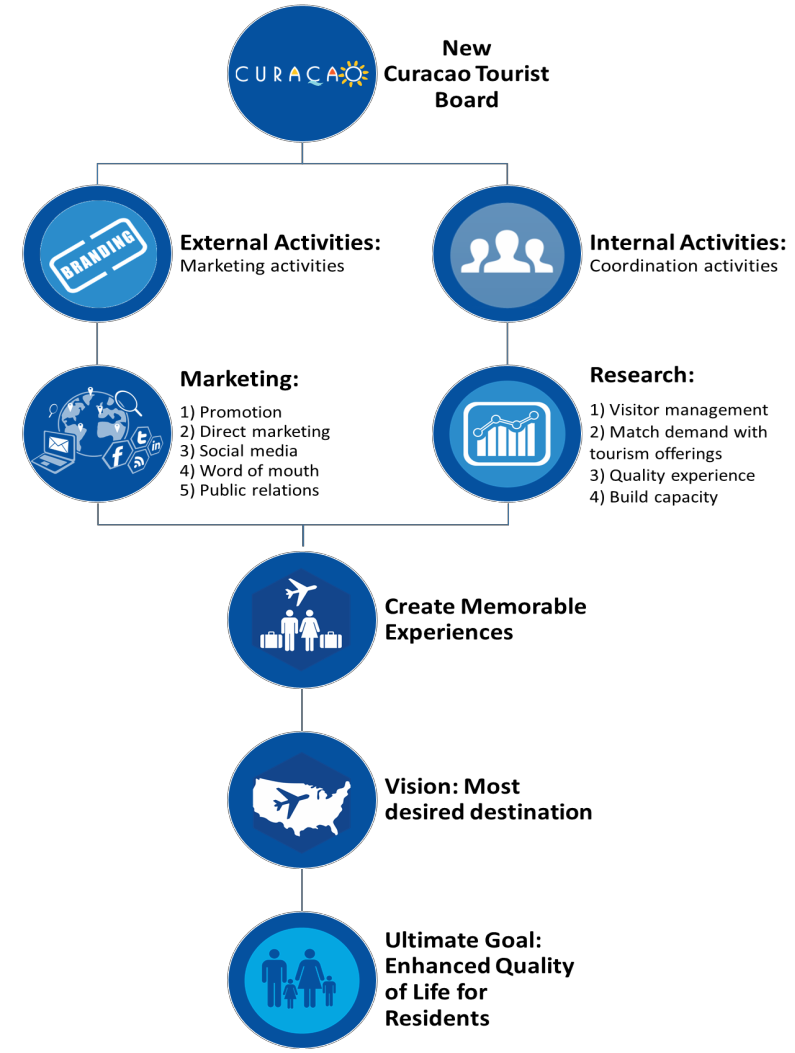 CURAÇAO
New
Curacao Tourist
Board
BRANDING
External Activities:
Marketing activities
Internal Activities:
Coordination activities
Marketing:
1) Promotion
2) Direct marketing
3) Social media
4) Word of mouth
5) Public relations
f
t
in
Research:
1) Visitor management
2) Match demand with
tourism offerings
3) Quality experience
4) Build capacity
Create Memorable
Experiences
Vision: Most
desired destination
Ultimate Goal:
Enhanced Quality
of Life for
Residents